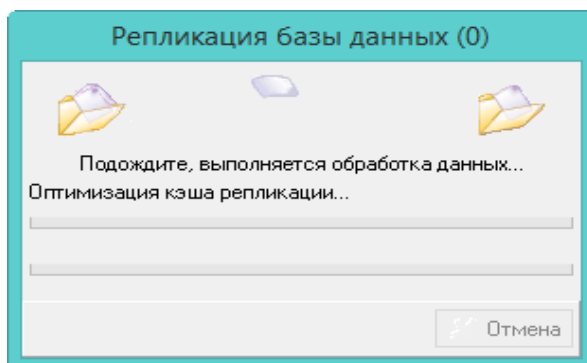 Репликация базы данных (0)
Подождите, выполняется обработка данных...
Оптимизация кэша репликации...
Отмена